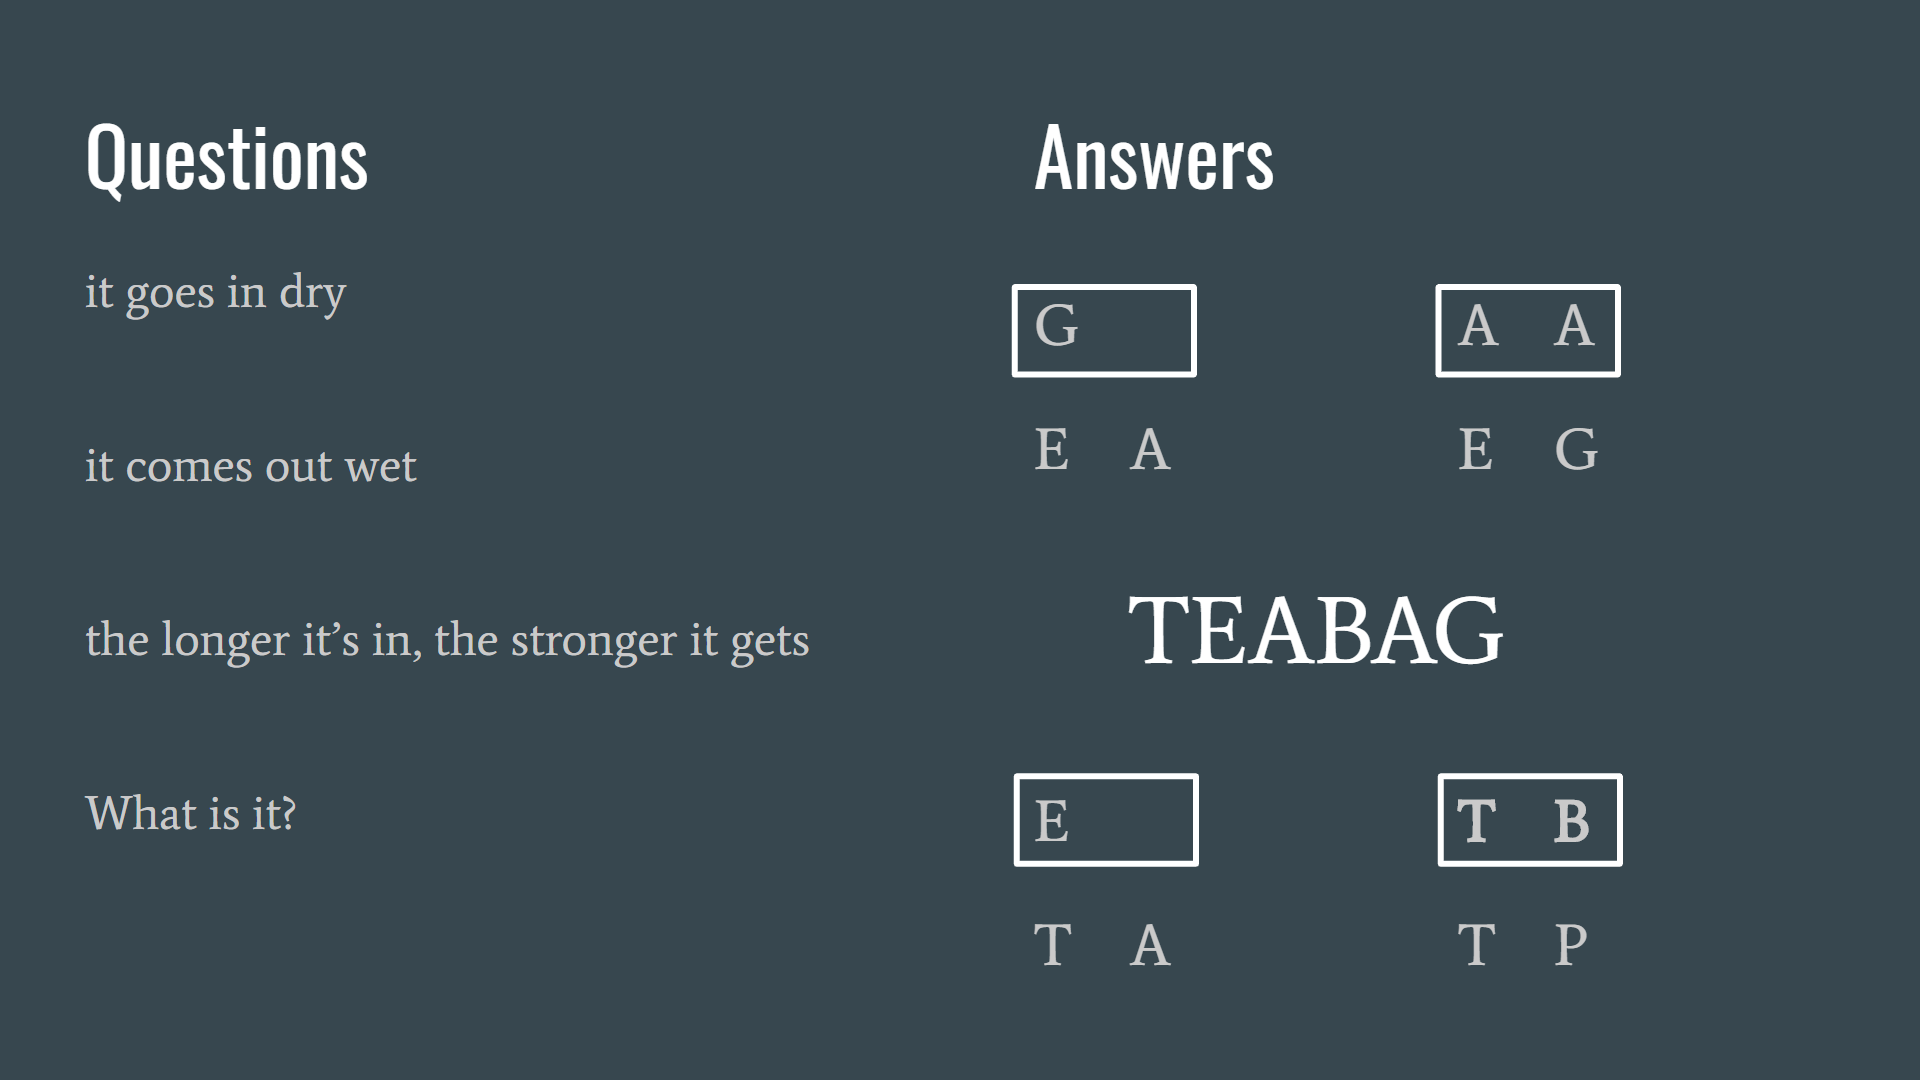 Questions
it goes in dry
it comes out wet
the longer it’s in, the stronger it gets
What is it?
Answers
G A A
E A E G
TEABAG
E T B
T A T P